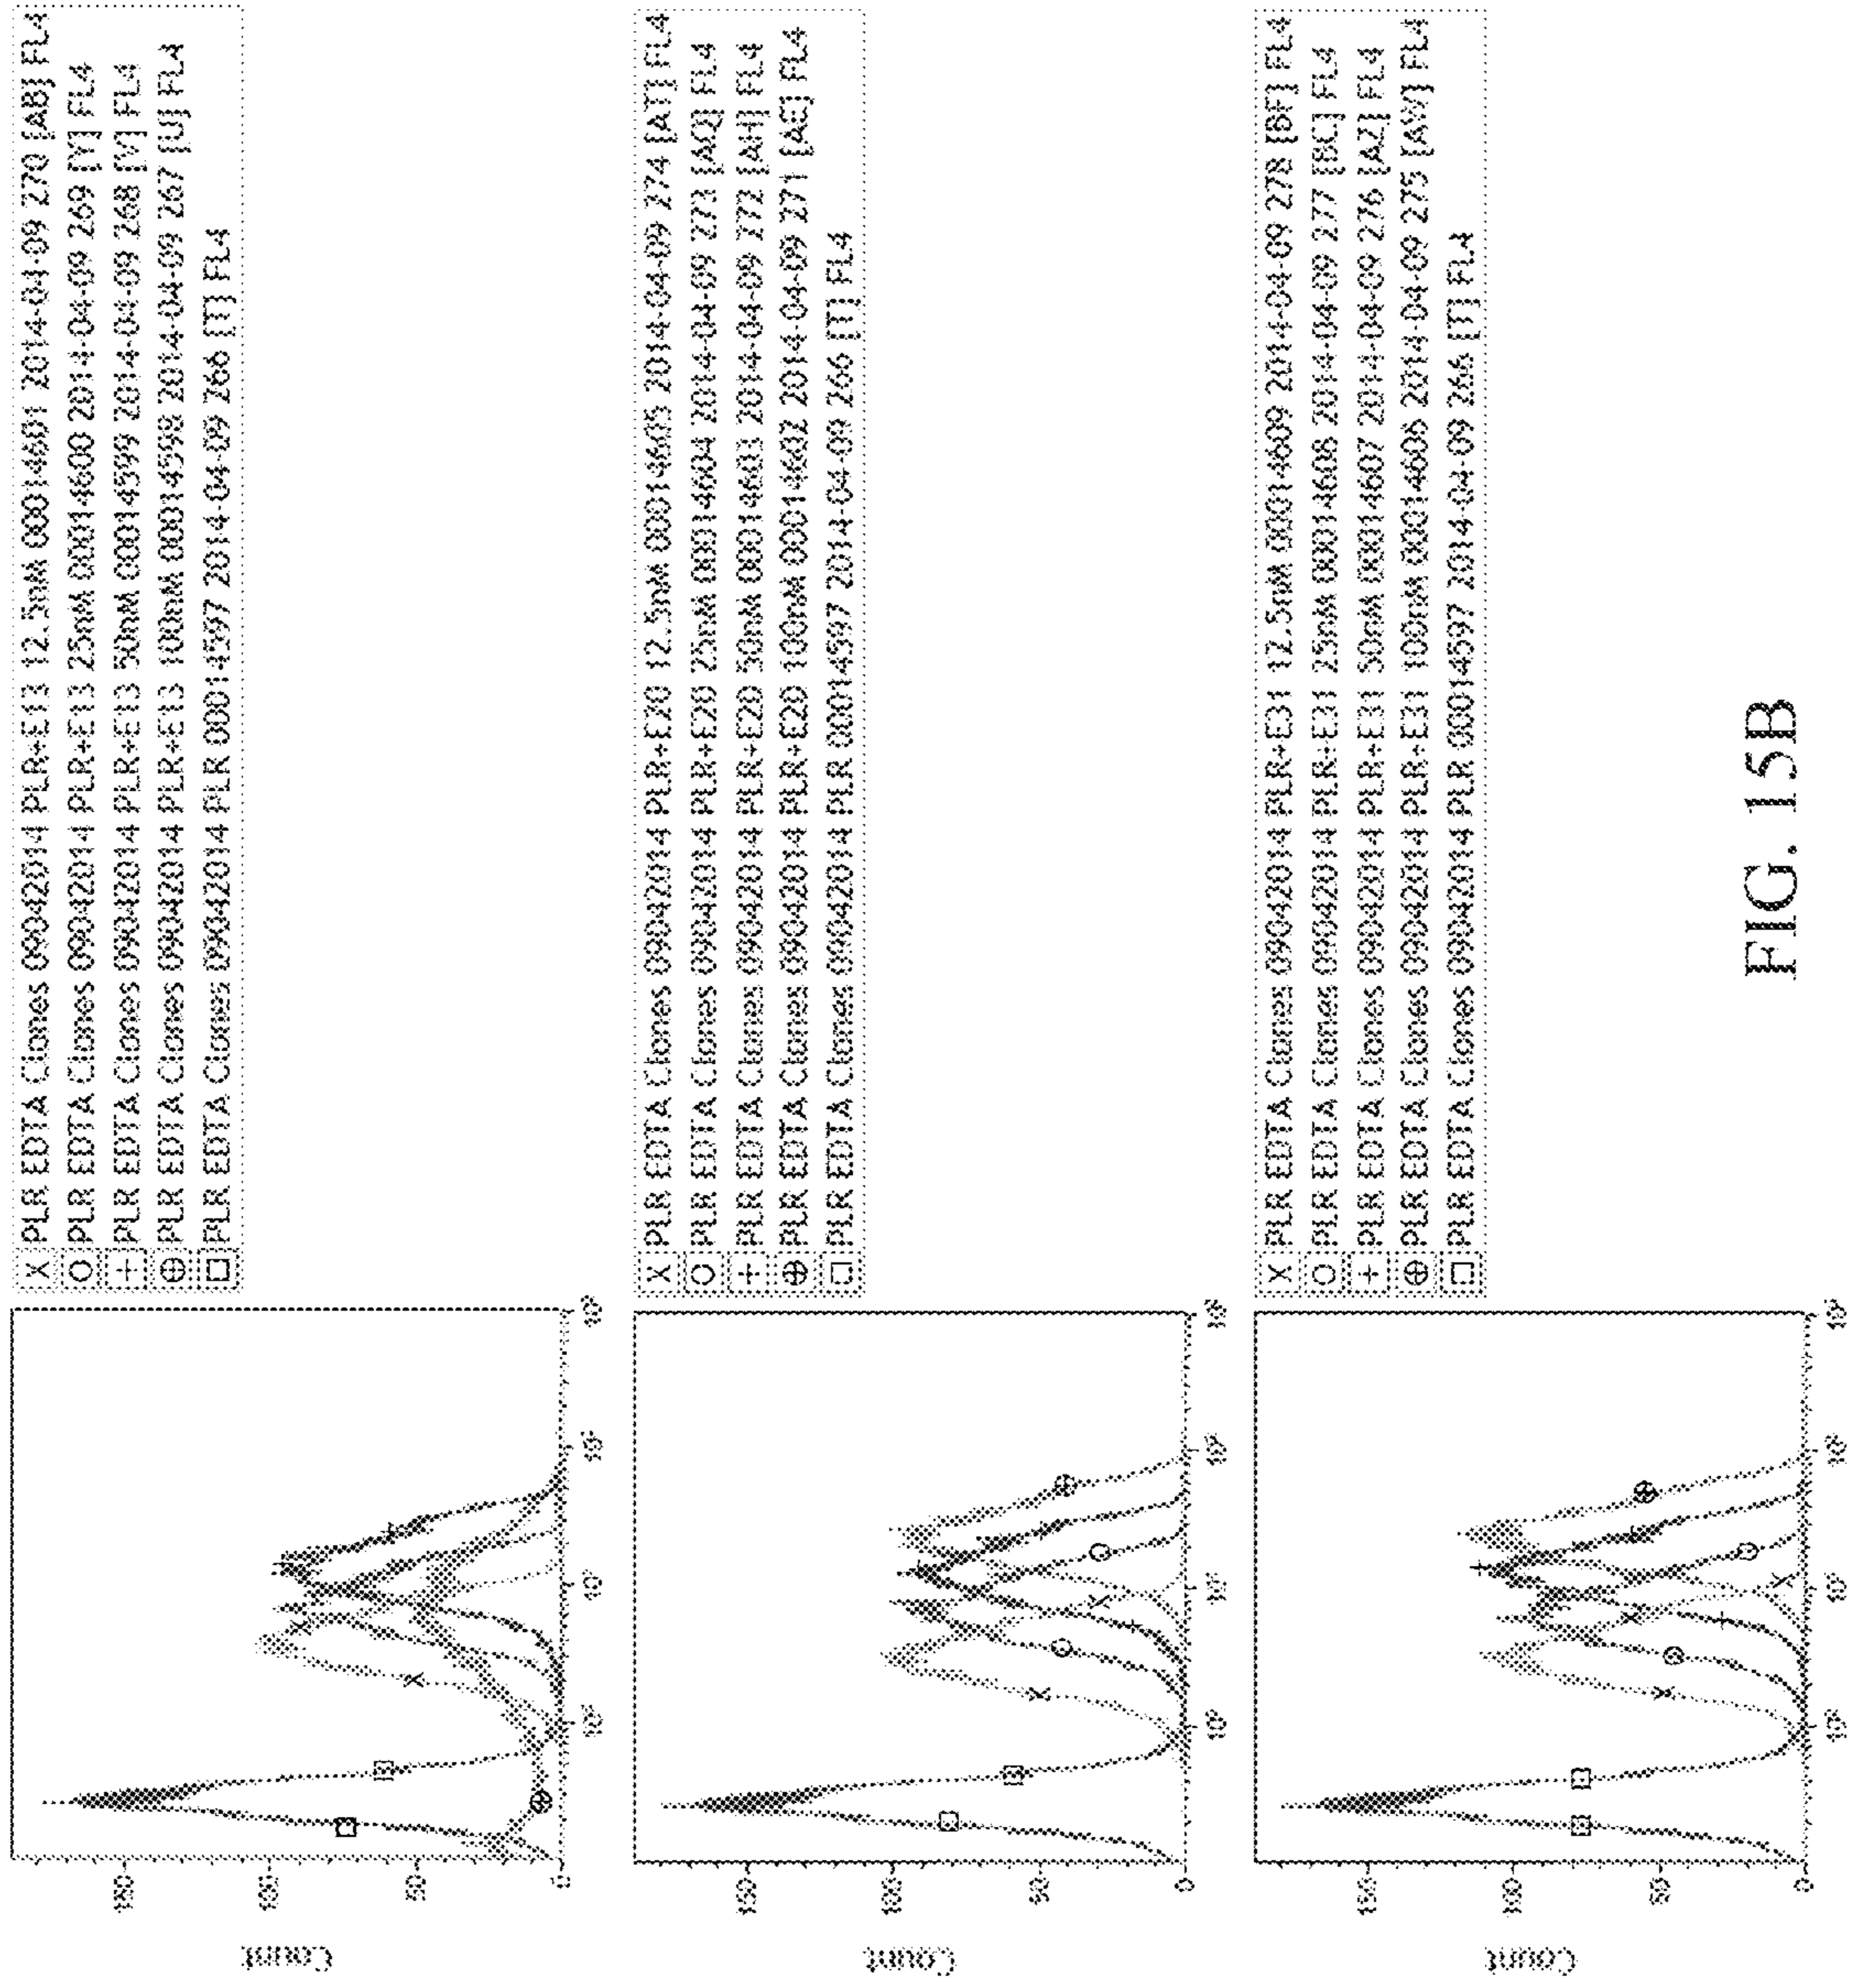 Count
150
100
50
0
X PLR EDTA Clones 09042014 PLR+E13 12.5nM 00014601 2014-04-09 270 [AB] FL4
O PLR EDTA Clones 09042014 PLR+E13 25nM 00014600 2014-04-09 269 [Y] FL4
+ PLR EDTA Clones 09042014 PLR+E13 50nM 00014599 2014-04-09 268 [V] FL4
⊕ PLR EDTA Clones 09042014 PLR+E13 100nM 00014598 2014-04-09 267 [U] FL4
□ PLR EDTA Clones 09042014 PLR 00014597 2014-04-09 266 [T] FL4
Count
150
100
50
0
X PLR EDTA Clones 09042014 PLR+E20 12.5nM 00014605 2014-04-09 274 [AT] FL4
O PLR EDTA Clones 09042014 PLR+E20 25nM 00014604 2014-04-09 273 [AQ] FL4
+ PLR EDTA Clones 09042014 PLR+E20 50nM 00014603 2014-04-09 272 [AH] FL4
⊕ PLR EDTA Clones 09042014 PLR+E20 100nM 00014602 2014-04-09 271 [AE] FL4
□ PLR EDTA Clones 09042014 PLR 00014597 2014-04-09 266 [T] FL4
Count
150
100
50
0
X PLR EDTA Clones 09042014 PLR+E31 12.5nM 00014609 2014-04-09 278 [BF] FL4
O PLR EDTA Clones 09042014 PLR+E31 25nM 00014608 2014-04-09 277 [BC] FL4
+ PLR EDTA Clones 09042014 PLR+E31 50nM 00014607 2014-04-09 276 [AZ] FL4
⊕ PLR EDTA Clones 09042014 PLR+E31 100nM 00014606 2014-04-09 275 [AW] FL4
□ PLR EDTA Clones 09042014 PLR 00014597 2014-04-09 266 [T] FL4
FIG. 15B